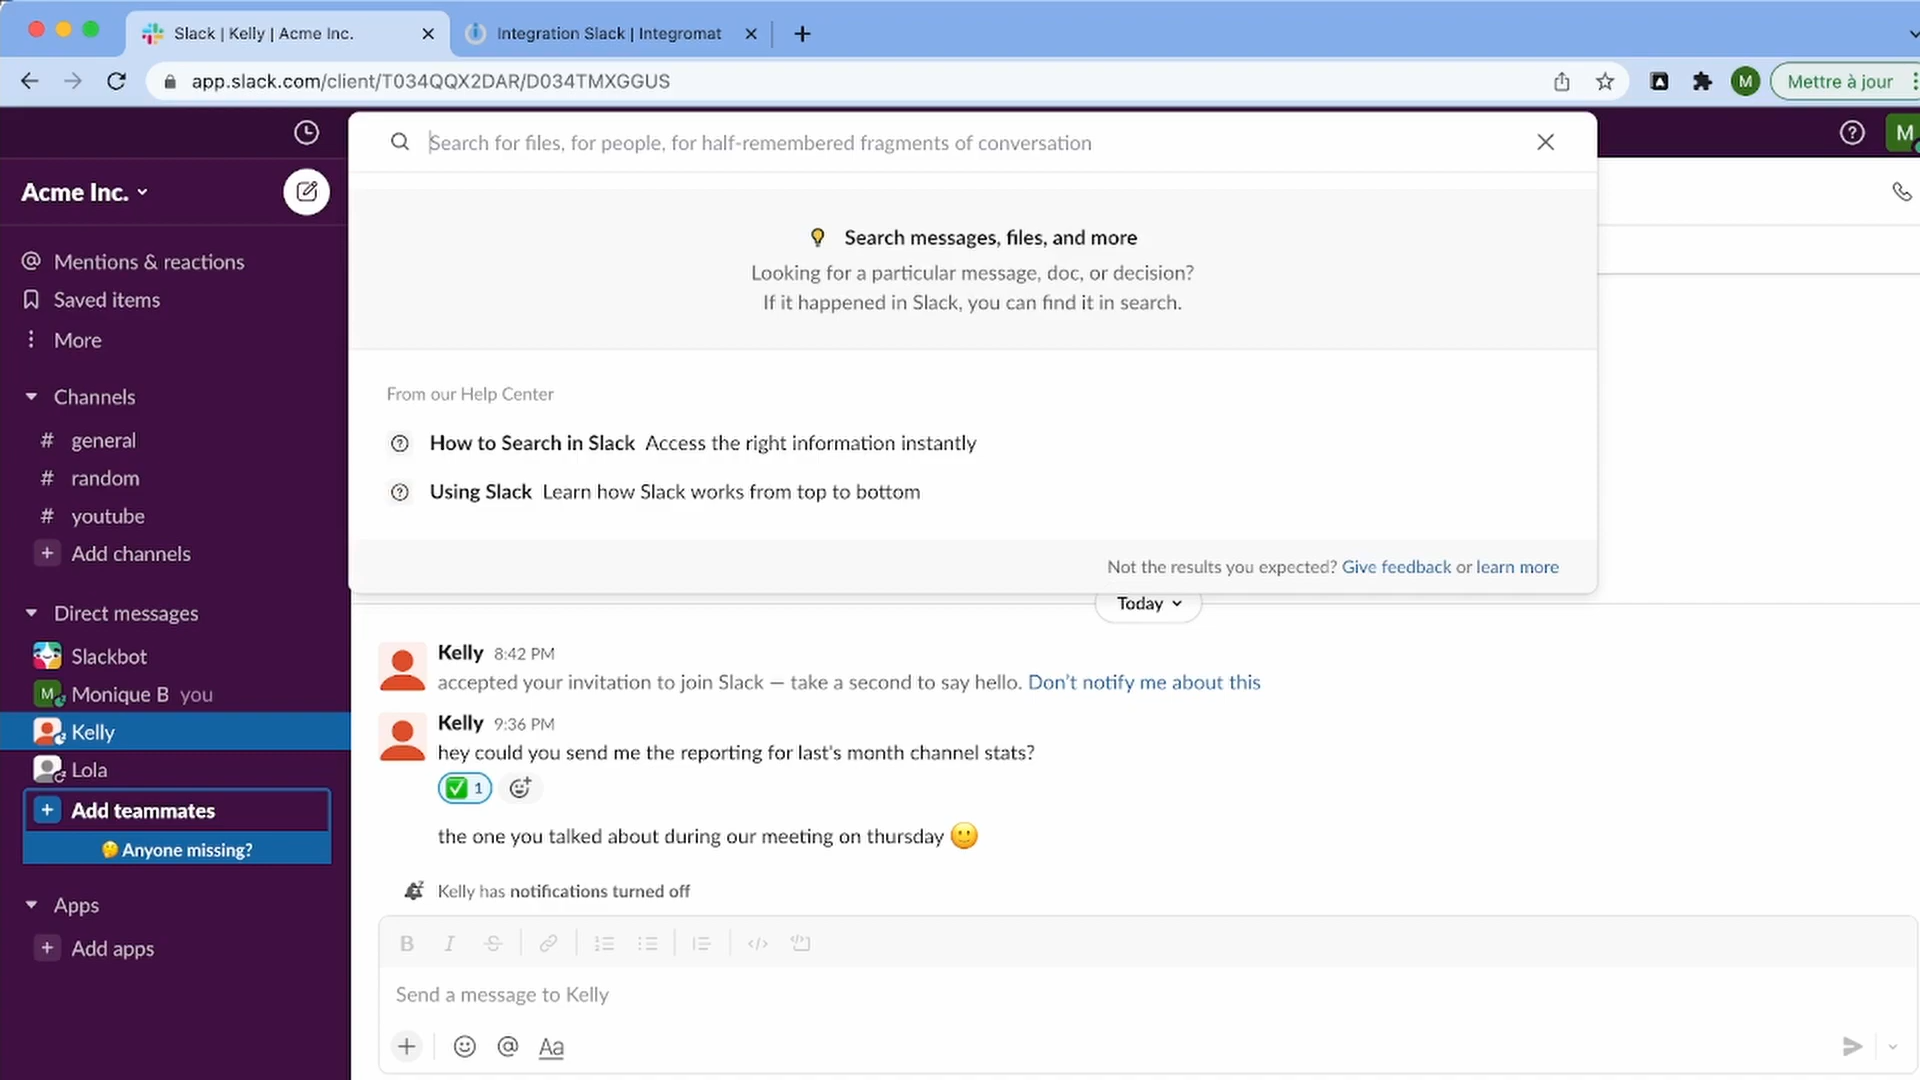 Slack | Kelly | Acme Inc.
Integration Slack | Integromat
app.slack.com/client/T034QQX2DAR/D034TMXGGUS
M
Mettre à jour
Search for files, for people, for half-remembered fragments of conversation
M
Acme Inc.
Search messages, files, and more
Looking for a particular message, doc, or decision?
If it happened in Slack, you can find it in search.
Mentions & reactions
Saved items
More
From our Help Center
How to Search in Slack Access the right information instantly
Using Slack Learn how Slack works from top to bottom
Not the results you expected? Give feedback or learn more
Channels
# general
# random
# youtube
+ Add channels
Direct messages
Slackbot
M Monique B you
Kelly
Lola
+ Add teammates
🤔 Anyone missing?
Apps
+ Add apps
Today
Kelly 8:42 PM
accepted your invitation to join Slack — take a second to say hello. Don’t notify me about this
Kelly 9:36 PM
hey could you send me the reporting for last's month channel stats?
✅ 1
the one you talked about during our meeting on thursday 🙂
Kelly has notifications turned off
B I S
Send a message to Kelly
+ @ Aa